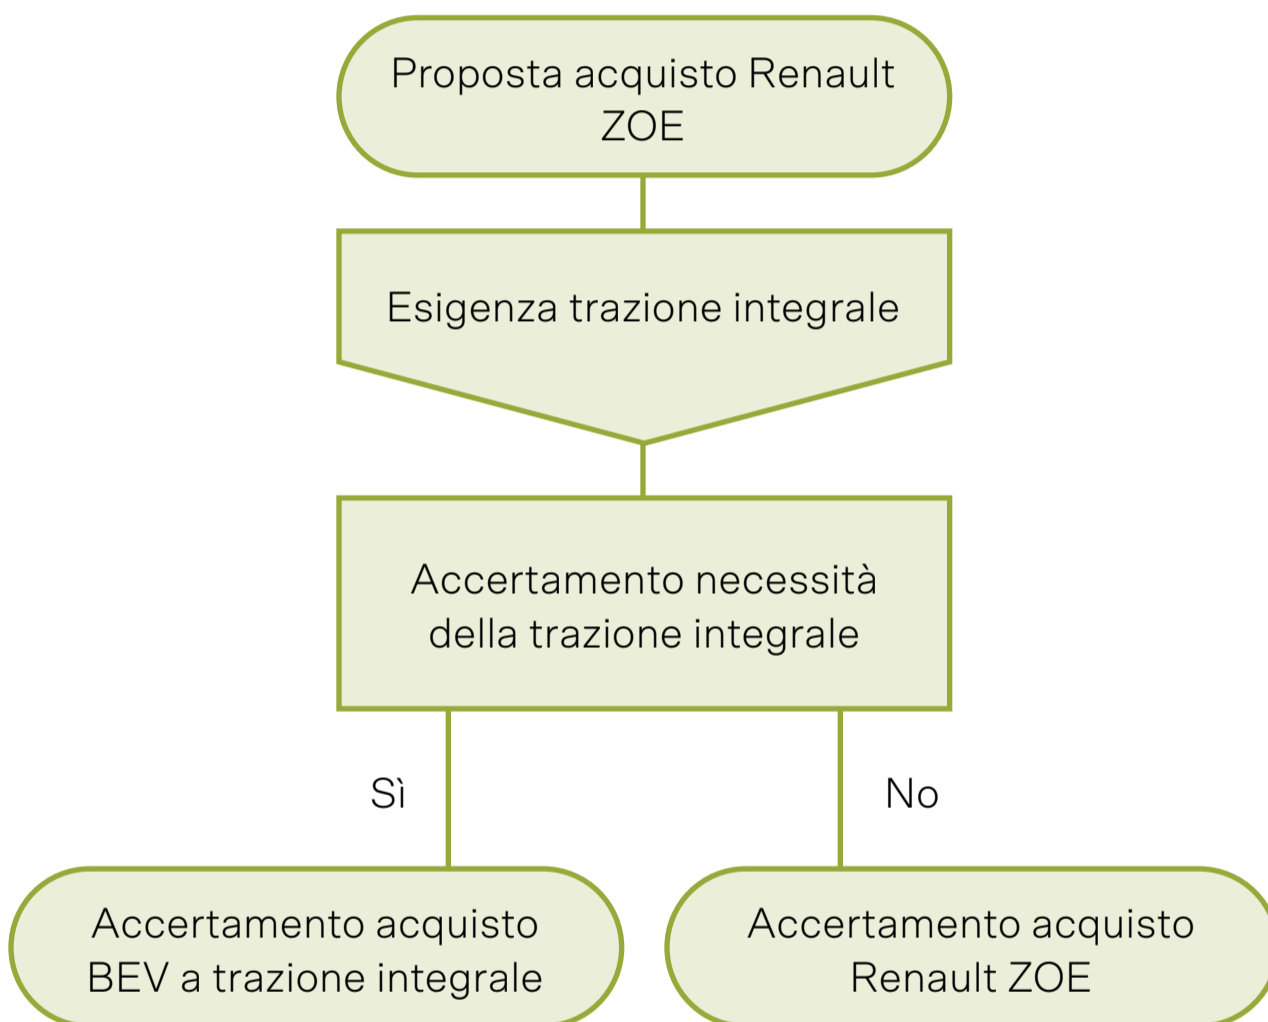 Proposta acquisto Renault
ZOE
Esigenza trazione integrale
Accertamento necessità
della trazione integrale
Sì
No
Accertamento acquisto
BEV a trazione integrale
Accertamento acquisto
Renault ZOE